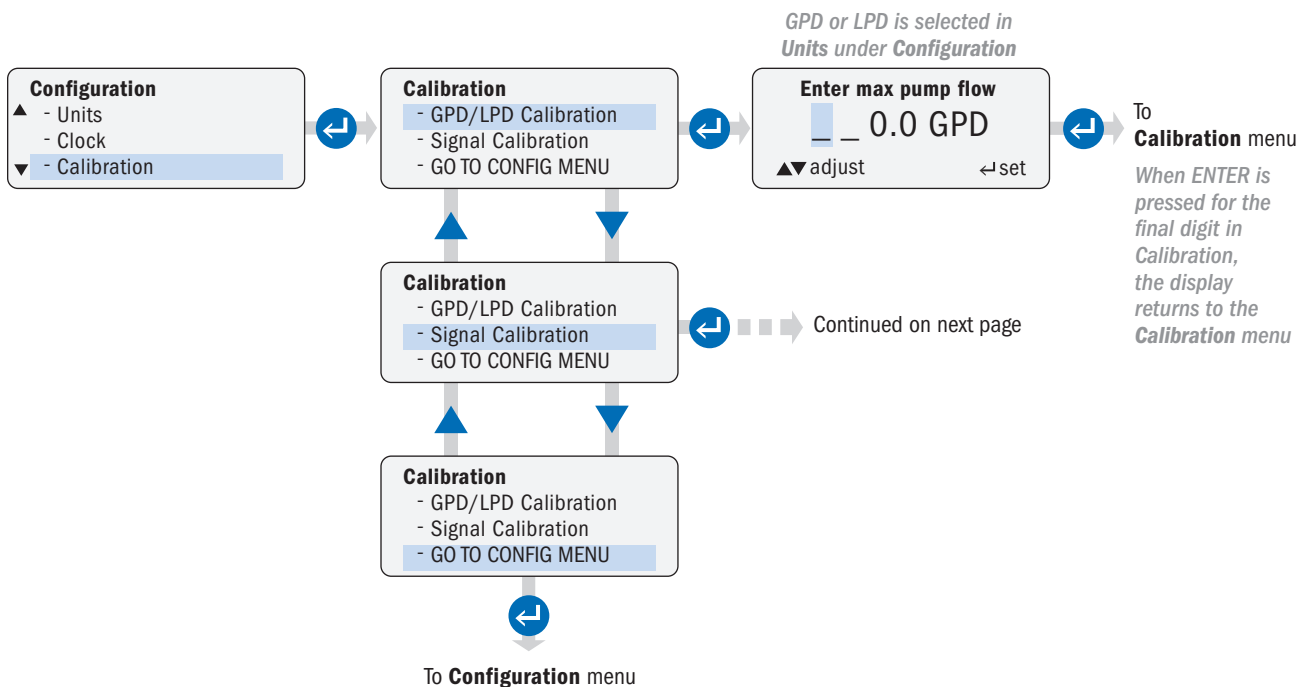 GPD or LPD is selected in
Units under Configuration
Configuration
- Units
- Clock
- Calibration
Calibration
- GPD/LPD Calibration
- Signal Calibration
- GO TO CONFIG MENU
Enter max pump flow
_ _ 0.0 GPD
▲▼ adjust
↵ set
To
Calibration menu
When ENTER is
pressed for the
final digit in
Calibration,
the display
returns to the
Calibration menu
Calibration
- GPD/LPD Calibration
- Signal Calibration
- GO TO CONFIG MENU
Continued on next page
Calibration
- GPD/LPD Calibration
- Signal Calibration
- GO TO CONFIG MENU
To Configuration menu